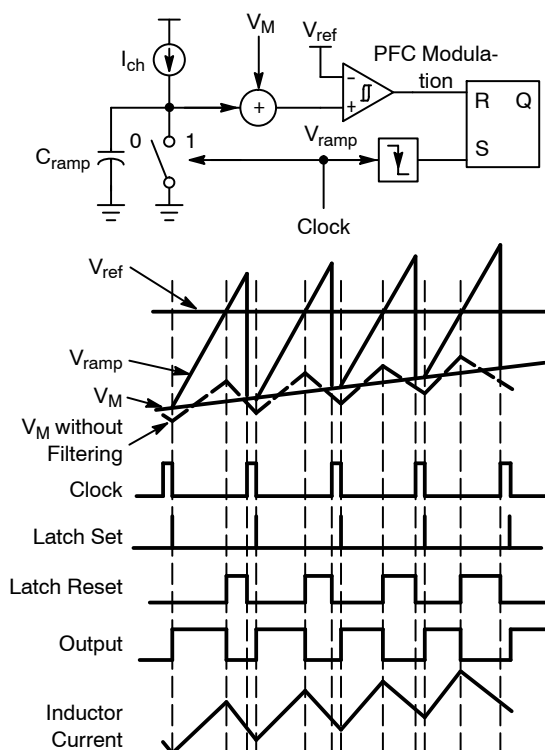 V_M
V_ref
PFC Modula-
tion
I_ch
−
+
+
R
Q
C_ramp
0
1
V_ramp
S
Clock
V_ref
V_ramp
V_M
V_M without
Filtering
Clock
Latch Set
Latch Reset
Output
Inductor
Current